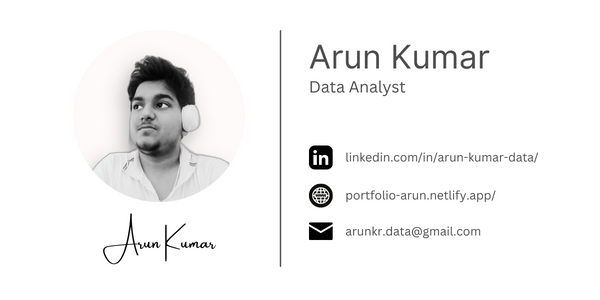 Arun Kumar
Data Analyst
in linkedin.com/in/arun-kumar-data/
portfolio-arun.netlify.app/
arunkr.data@gmail.com
Arun Kumar